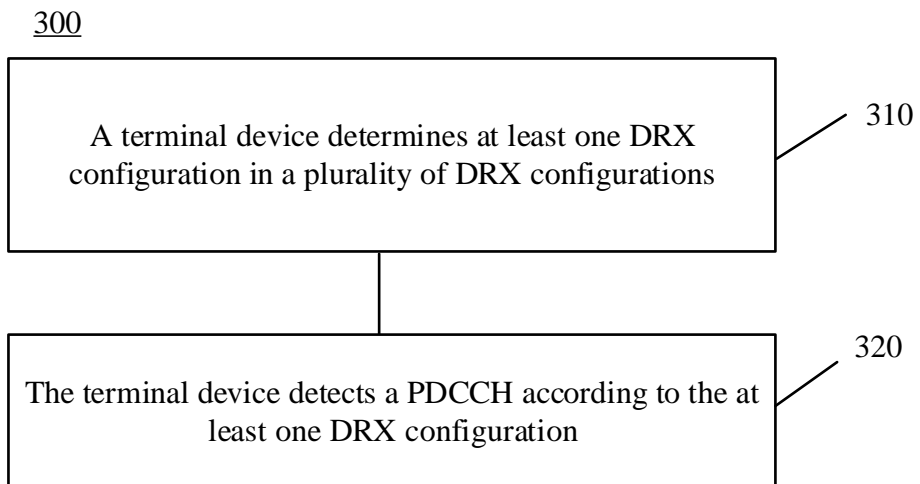 300
A terminal device determines at least one DRX
configuration in a plurality of DRX configurations
310
The terminal device detects a PDCCH according to the at
least one DRX configuration
320